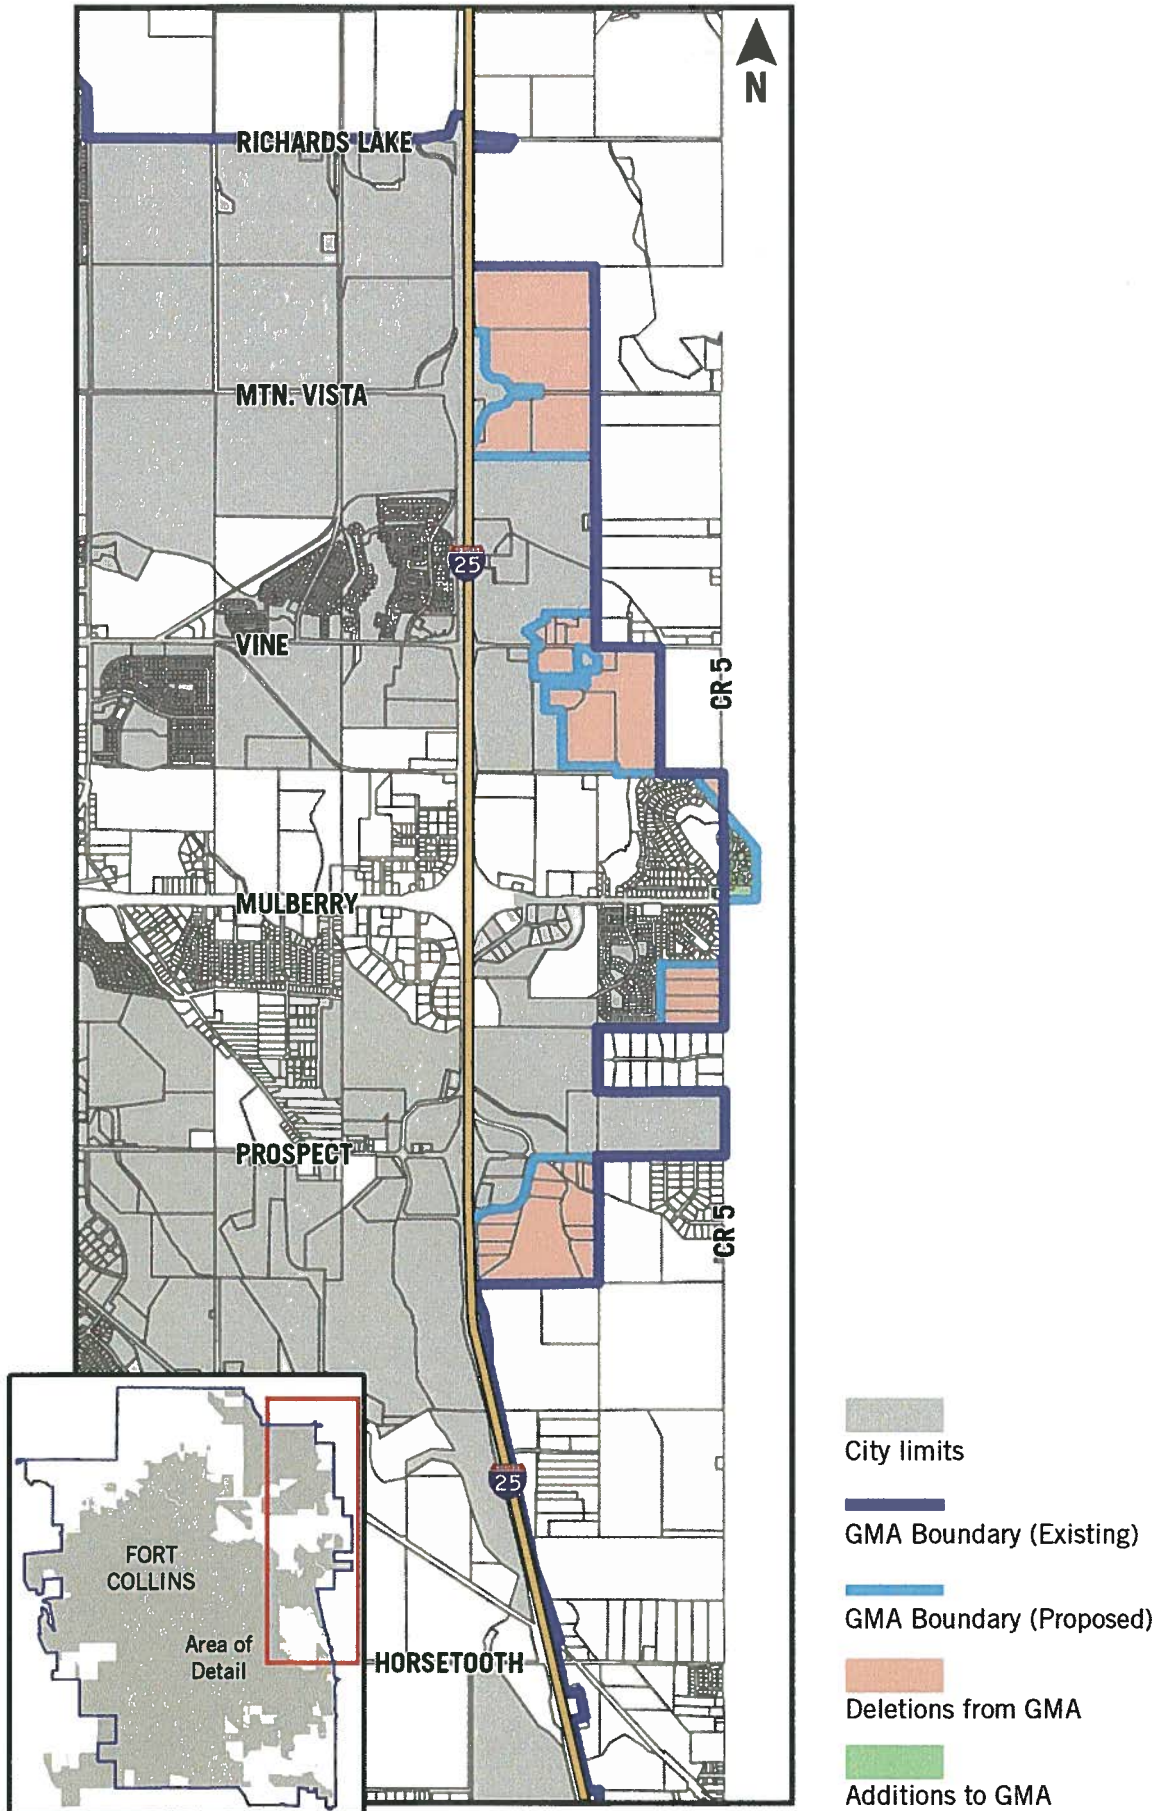 N
RICHARDS LAKE
MTN. VISTA
25
VINE
CR 5
MULBERRY
PROSPECT
CR 5
25
HORSETOOTH
FORT
COLLINS
Area of
Detail
City limits
GMA Boundary (Existing)
GMA Boundary (Proposed)
Deletions from GMA
Additions to GMA